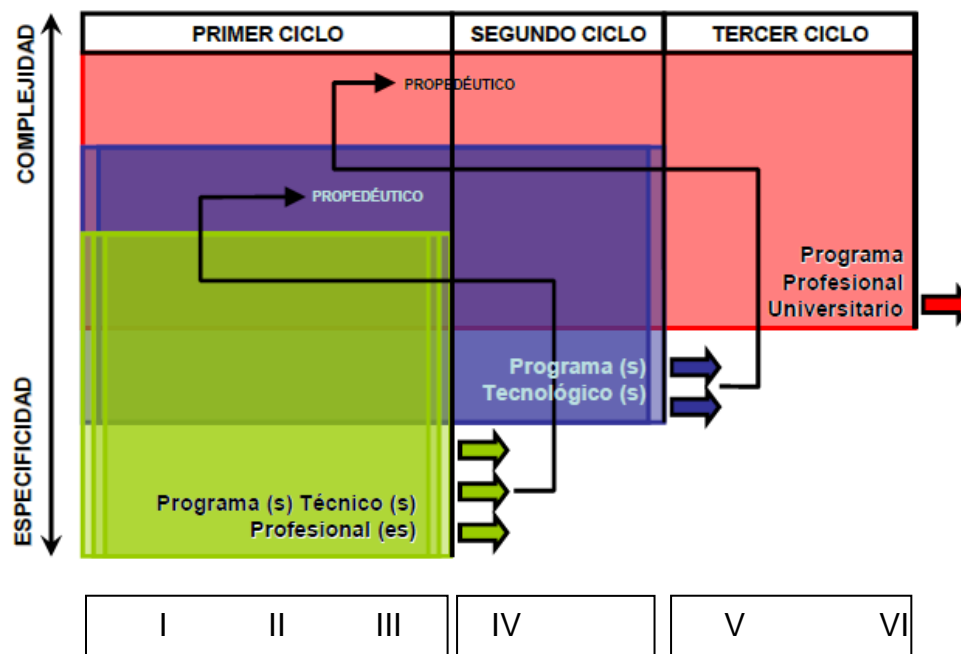 COMPLEJIDAD
ESPECIFICIDAD
PRIMER CICLO
SEGUNDO CICLO
TERCER CICLO
PROPEDÉUTICO
PROPEDÉUTICO
Programa
Profesional
Universitario
Programa (s)
Tecnológico (s)
Programa (s) Técnico (s)
Profesional (es)
I II III IV V VI